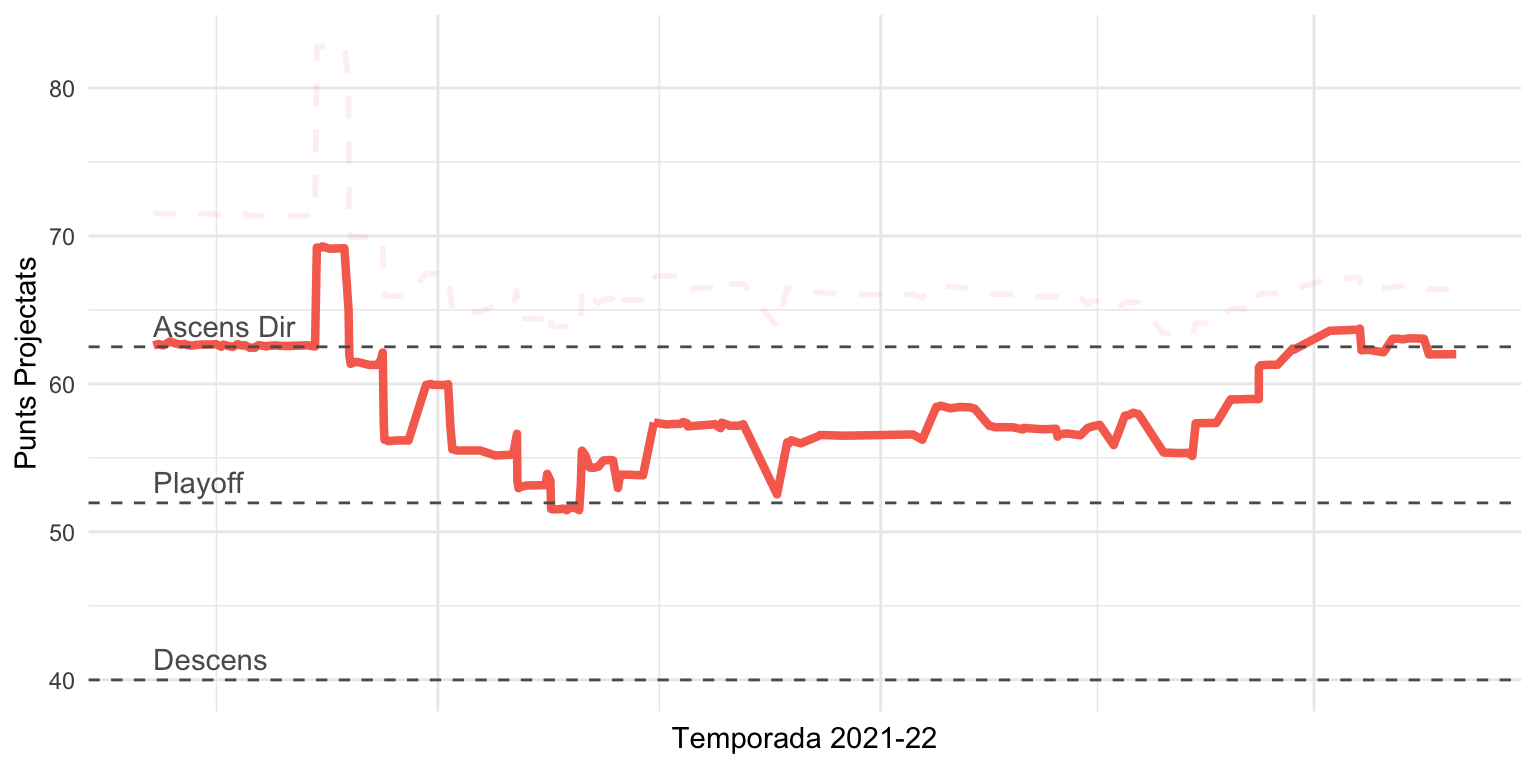 Punts Projectats
80
70
60
50
40
Ascens Dir
Playoff
Descens
Temporada 2021-22